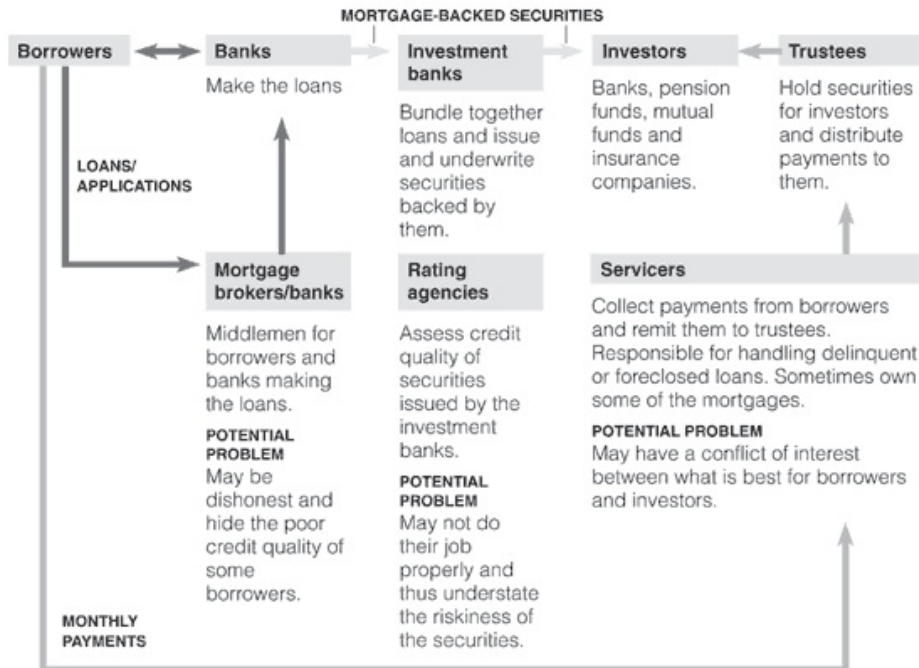 MORTGAGE-BACKED SECURITIES
Borrowers
Banks
Make the loans
Investment
banks
Bundle together
loans and issue
and underwrite
securities
backed by
them.
Investors
Banks, pension
funds, mutual
funds and
insurance
companies.
Trustees
Hold securities
for investors
and distribute
payments to
them.
LOANS/
APPLICATIONS
Mortgage
brokers/banks
Middlemen for
borrowers and
banks making
the loans.
POTENTIAL
PROBLEM
May be
dishonest and
hide the poor
credit quality of
some
borrowers.
Rating
agencies
Assess credit
quality of
securities
issued by the
investment
banks.
POTENTIAL
PROBLEM
May not do
their job
properly and
thus understate
the riskiness of
the securities.
Servicers
Collect payments from borrowers
and remit them to trustees.
Responsible for handling delinquent
or foreclosed loans. Sometimes own
some of the mortgages.
POTENTIAL PROBLEM
May have a conflict of interest
between what is best for borrowers
and investors.
MONTHLY
PAYMENTS